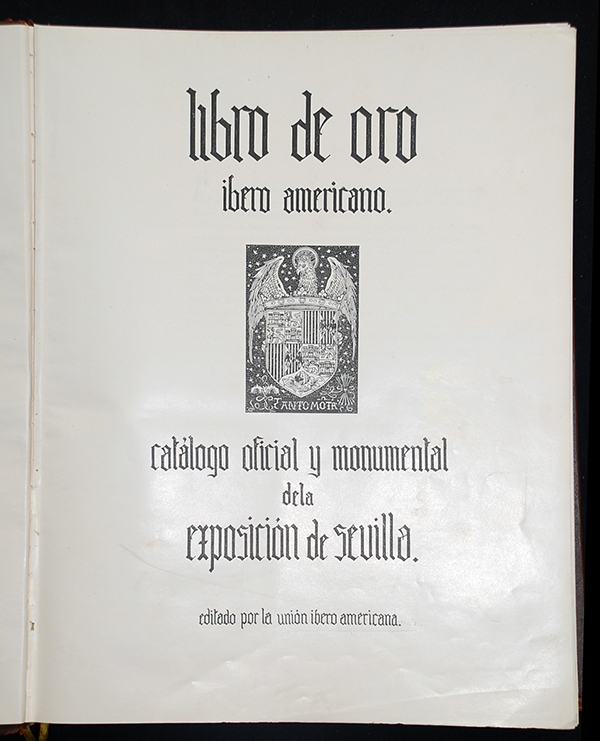 libro de oro
ibero americano.
TANTO MÕTA
catálogo oficial y monumental
dela
exposición de sevilla.
editado por la unión ibero americana.